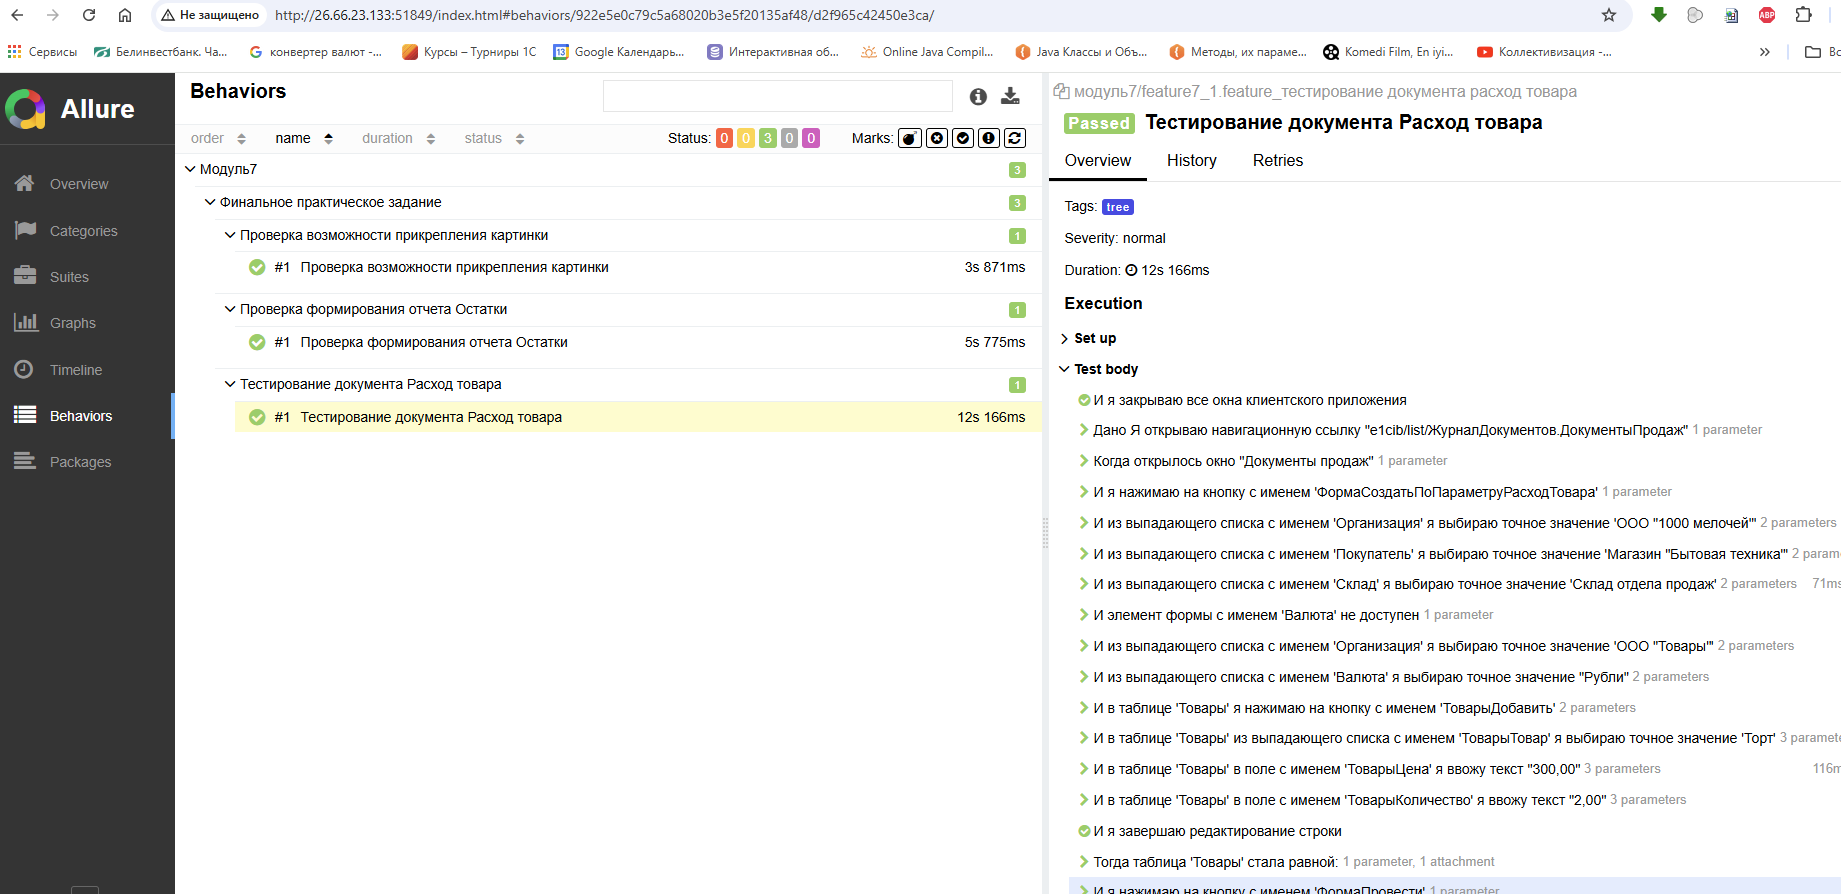 Не защищено http://26.66.23.133:51849/index.html#behaviors/922e5e0c79c5a68020b3e5f20135af48/d2f965c42450e3ca/ ABP
Сервисы Белинвестбанк. Ча... конвертер валют -... Курсы – Турниры 1С 13 Google Календарь... Интерактивная об... Online Java Compil... Java Классы и Объ... Методы, их параме... Komedi Film, En iyi... Коллективизация -... » Вс
Allure
Overview
Categories
Suites
Graphs
Timeline
Behaviors
Packages
Behaviors
order name duration status Status: 0 0 3 0 0 Marks:
Модуль7 3
Финальное практическое задание 3
Проверка возможности прикрепления картинки 1
#1 Проверка возможности прикрепления картинки 3s 871ms
Проверка формирования отчета Остатки 1
#1 Проверка формирования отчета Остатки 5s 775ms
Тестирование документа Расход товара 1
#1 Тестирование документа Расход товара 12s 166ms
модуль7/feature7_1.feature_тестирование документа расход товара
Passed Тестирование документа Расход товара
Overview History Retries
Tags: tree
Severity: normal
Duration: 12s 166ms
Execution
Set up
Test body
И я закрываю все окна клиентского приложения
Дано Я открываю навигационную ссылку "e1cib/list/ЖурналДокументов.ДокументыПродаж" 1 parameter
Когда открылось окно "Документы продаж" 1 parameter
И я нажимаю на кнопку с именем 'ФормаСоздатьПоПараметруРасходТовара' 1 parameter
И из выпадающего списка с именем 'Организация' я выбираю точное значение 'ООО "1000 мелочей"' 2 parameters
И из выпадающего списка с именем 'Покупатель' я выбираю точное значение 'Магазин "Бытовая техника"' 2 param
И из выпадающего списка с именем 'Склад' я выбираю точное значение 'Склад отдела продаж' 2 parameters 71ms
И элемент формы с именем 'Валюта' не доступен 1 parameter
И из выпадающего списка с именем 'Организация' я выбираю точное значение 'ООО "Товары"' 2 parameters
И из выпадающего списка с именем 'Валюта' я выбираю точное значение "Рубли" 2 parameters
И в таблице 'Товары' я нажимаю на кнопку с именем 'ТоварыДобавить' 2 parameters
И в таблице 'Товары' из выпадающего списка с именем 'ТоварыТовар' я выбираю точное значение 'Торт' 3 paramete
И в таблице 'Товары' в поле с именем 'ТоварыЦена' я ввожу текст "300,00" 3 parameters 116m
И в таблице 'Товары' в поле с именем 'ТоварыКоличество' я ввожу текст "2,00" 3 parameters
И я завершаю редактирование строки
Тогда таблица 'Товары' стала равной: 1 parameter, 1 attachment
И я нажимаю на кнопку с именем 'ФормаПровести' 1 parameter